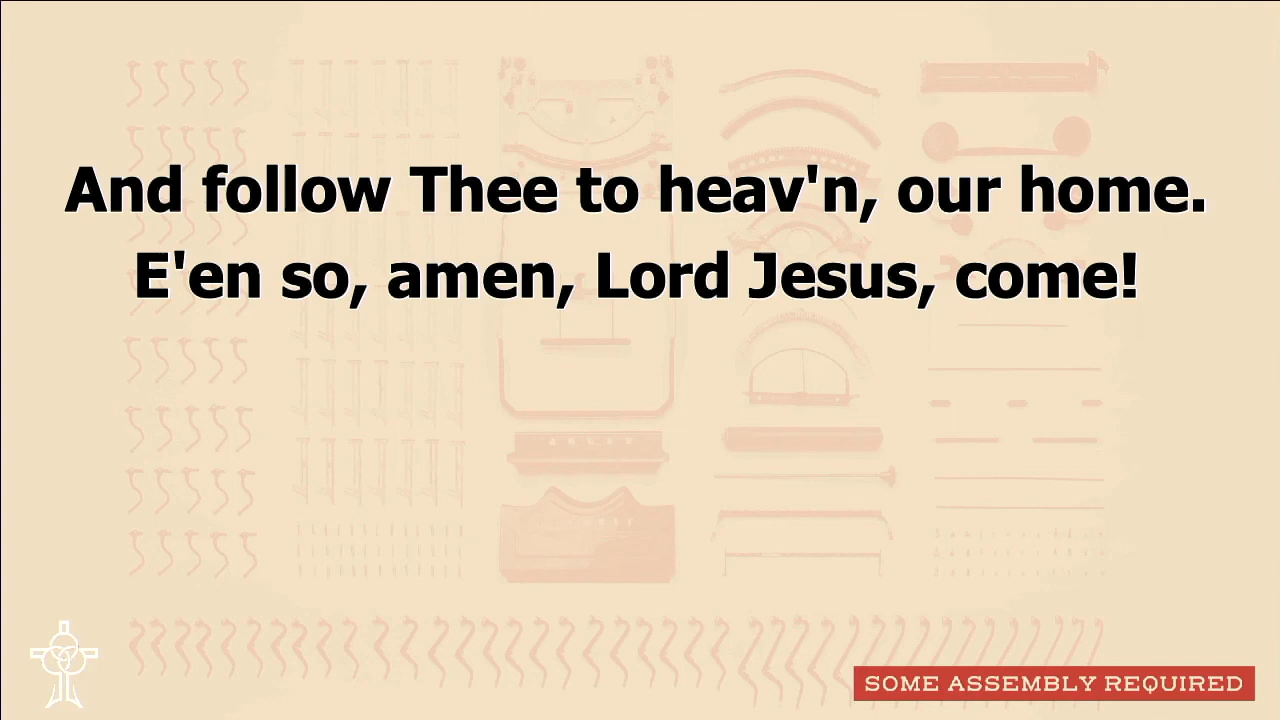 And follow Thee to heav'n, our home.
E'en so, amen, Lord Jesus, come!
SOME ASSEMBLY REQUIRED